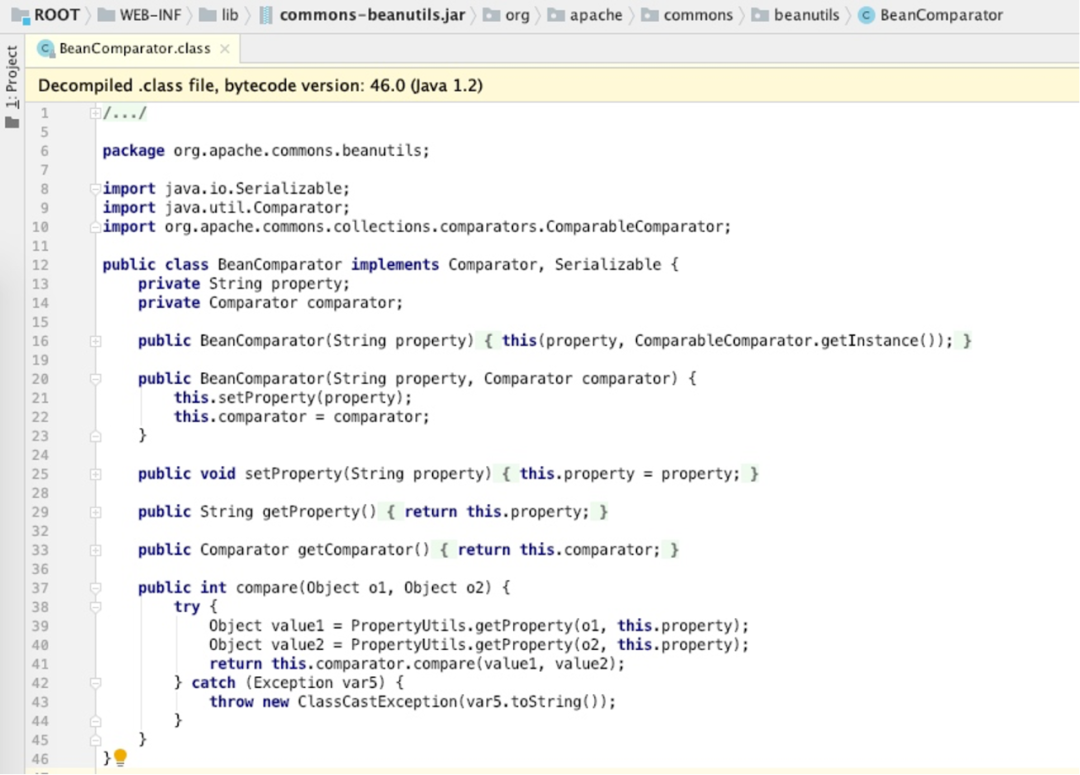 ROOT WEB-INF lib commons-beanutils.jar org apache commons beanutils BeanComparator
BeanComparator.class
1: Project
Decompiled .class file, bytecode version: 46.0 (Java 1.2)
1 /.../
5
6 package org.apache.commons.beanutils;
7
8 import java.io.Serializable;
9 import java.util.Comparator;
10 import org.apache.commons.collections.comparators.ComparableComparator;
11
12 public class BeanComparator implements Comparator, Serializable {
13     private String property;
14     private Comparator comparator;
15
16     public BeanComparator(String property) { this(property, ComparableComparator.getInstance()); }
19
20     public BeanComparator(String property, Comparator comparator) {
21         this.setProperty(property);
22         this.comparator = comparator;
23     }
24
25     public void setProperty(String property) { this.property = property; }
28
29     public String getProperty() { return this.property; }
32
33     public Comparator getComparator() { return this.comparator; }
36
37     public int compare(Object o1, Object o2) {
38         try {
39             Object value1 = PropertyUtils.getProperty(o1, this.property);
40             Object value2 = PropertyUtils.getProperty(o2, this.property);
41             return this.comparator.compare(value1, value2);
42         } catch (Exception var5) {
43             throw new ClassCastException(var5.toString());
44         }
45     }
46 }